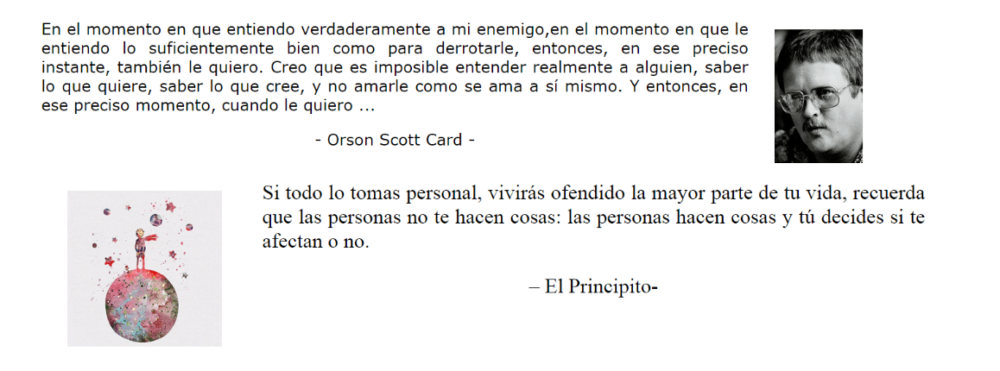 En el momento en que entiendo verdaderamente a mi enemigo,en el momento en que le
entiendo lo suficientemente bien como para derrotarle, entonces, en ese preciso
instante, también le quiero. Creo que es imposible entender realmente a alguien, saber
lo que quiere, saber lo que cree, y no amarle como se ama a sí mismo. Y entonces, en
ese preciso momento, cuando le quiero ...
- Orson Scott Card -
Si todo lo tomas personal, vivirás ofendido la mayor parte de tu vida, recuerda
que las personas no te hacen cosas: las personas hacen cosas y tú decides si te
afectan o no.
– El Principito-